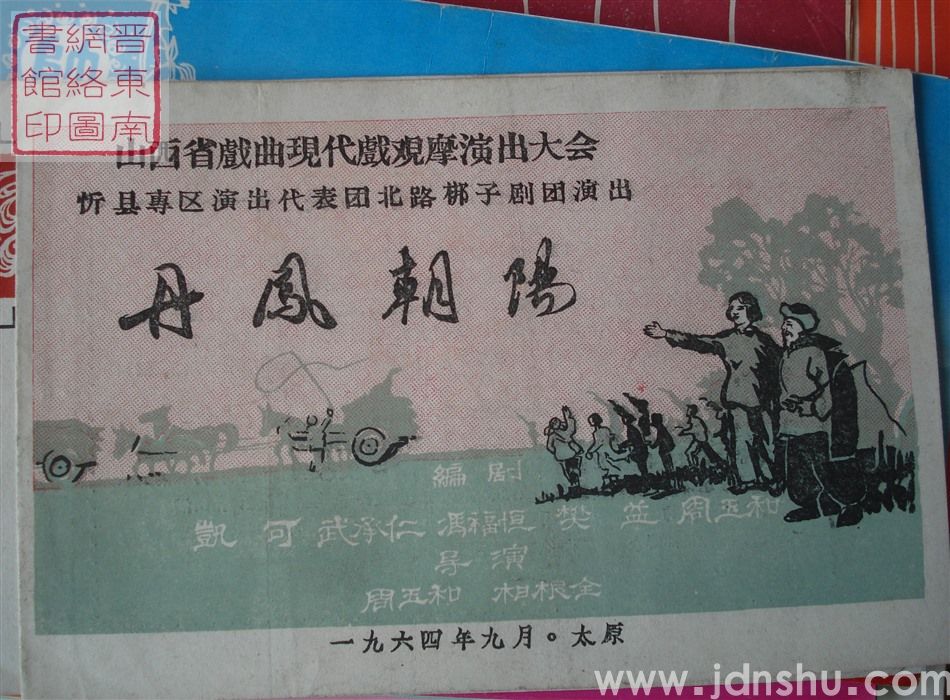 晋東南
網絡圖
書館印
山西省戲曲現代戲观摩演出大会
忻县專区演出代表团北路梆子剧团演出
丹鳳朝陽
編剧
凱可 武承仁 馮福恒 樊益 周五和
导演
周五和 相根全
一九六四年九月。太原
www.jdnshu.com